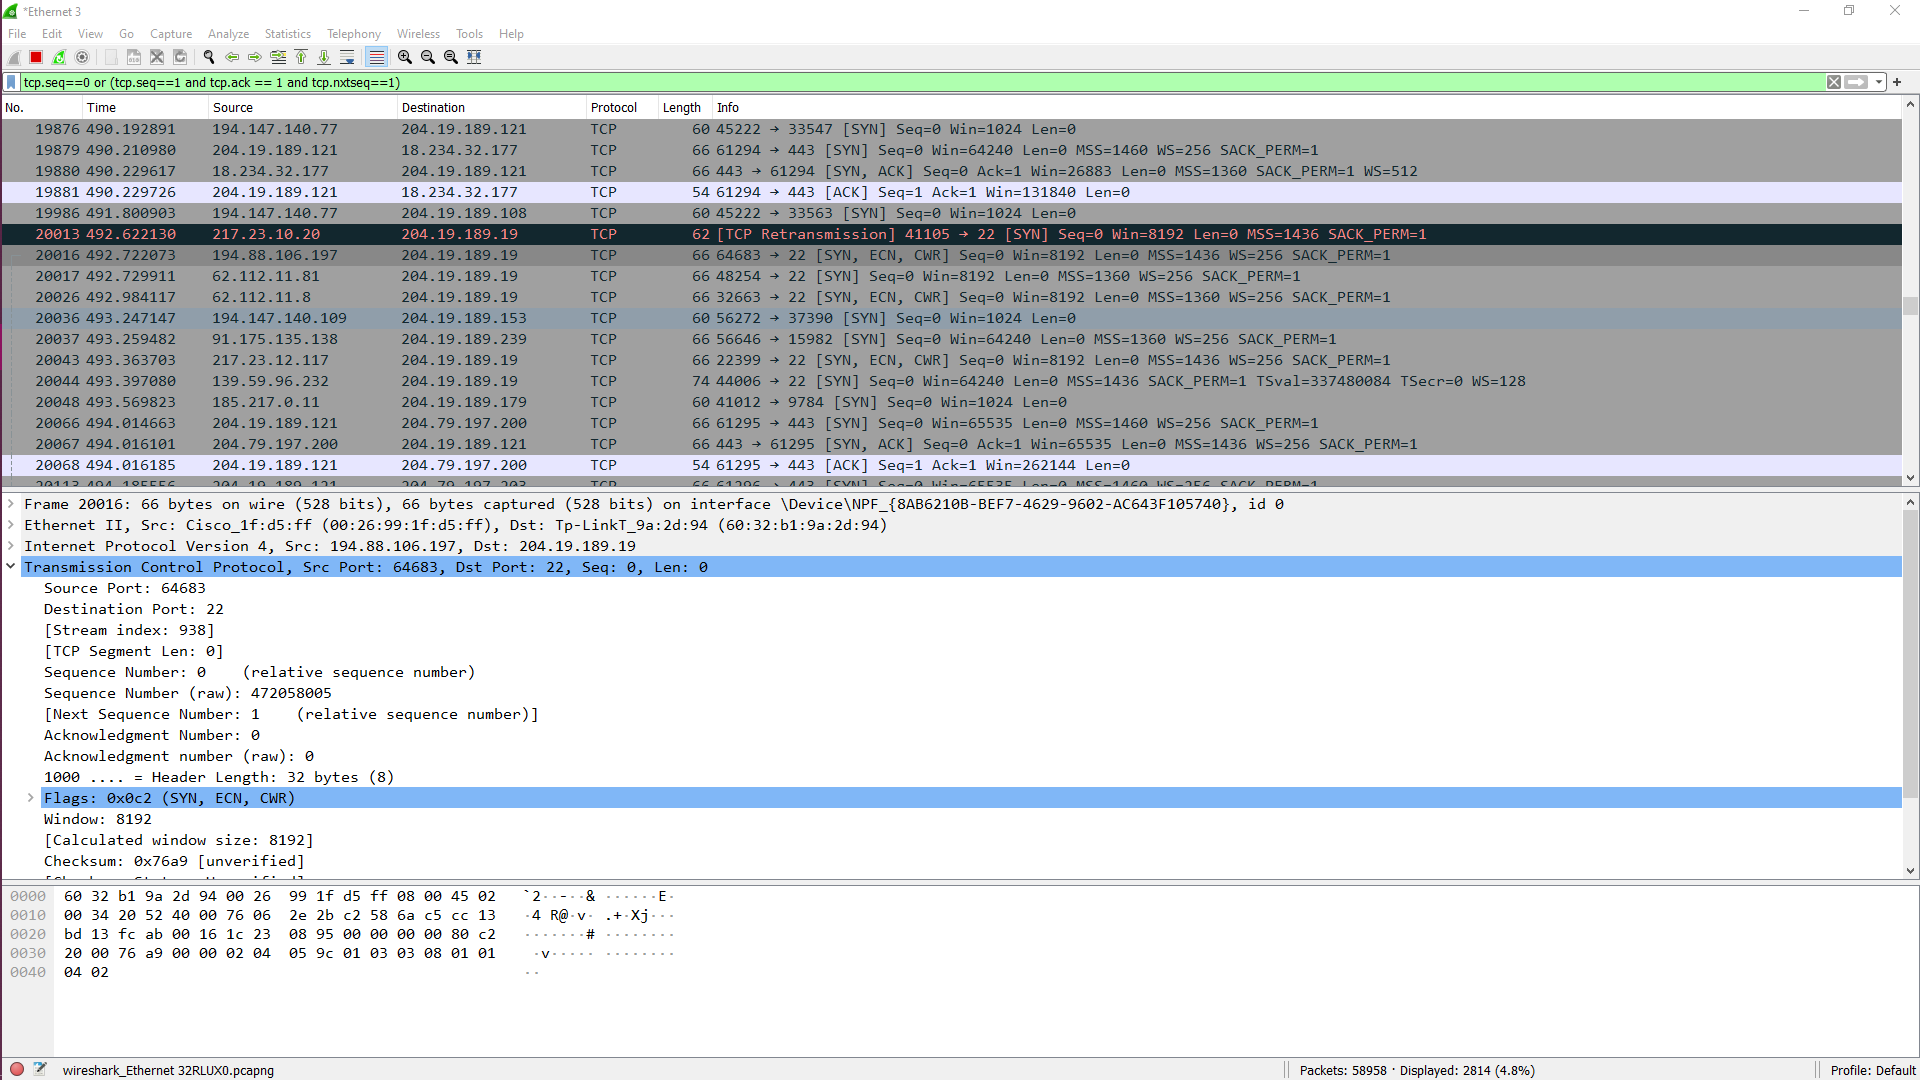 *Ethernet 3
File Edit View Go Capture Analyze Statistics Telephony Wireless Tools Help
tcp.seq==0 or (tcp.seq==1 and tcp.ack == 1 and tcp.nxtseq==1)
No. Time Source Destination Protocol Length Info
19876 490.192891 194.147.140.77 204.19.189.121 TCP 60 45222 → 33547 [SYN] Seq=0 Win=1024 Len=0
19879 490.210980 204.19.189.121 18.234.32.177 TCP 66 61294 → 443 [SYN] Seq=0 Win=64240 Len=0 MSS=1460 WS=256 SACK_PERM=1
19880 490.229617 18.234.32.177 204.19.189.121 TCP 66 443 → 61294 [SYN, ACK] Seq=0 Ack=1 Win=26883 Len=0 MSS=1360 SACK_PERM=1 WS=512
19881 490.229726 204.19.189.121 18.234.32.177 TCP 54 61294 → 443 [ACK] Seq=1 Ack=1 Win=131840 Len=0
19986 491.800903 194.147.140.77 204.19.189.108 TCP 60 45222 → 33563 [SYN] Seq=0 Win=1024 Len=0
20013 492.622130 217.23.10.20 204.19.189.19 TCP 62 [TCP Retransmission] 41105 → 22 [SYN] Seq=0 Win=8192 Len=0 MSS=1436 SACK_PERM=1
20016 492.722073 194.88.106.197 204.19.189.19 TCP 66 64683 → 22 [SYN, ECN, CWR] Seq=0 Win=8192 Len=0 MSS=1436 WS=256 SACK_PERM=1
20017 492.729911 62.112.11.81 204.19.189.19 TCP 66 48254 → 22 [SYN] Seq=0 Win=8192 Len=0 MSS=1360 WS=256 SACK_PERM=1
20026 492.984117 62.112.11.8 204.19.189.19 TCP 66 32663 → 22 [SYN, ECN, CWR] Seq=0 Win=8192 Len=0 MSS=1360 WS=256 SACK_PERM=1
20036 493.247147 194.147.140.109 204.19.189.153 TCP 60 56272 → 37390 [SYN] Seq=0 Win=1024 Len=0
20037 493.259482 91.175.135.138 204.19.189.239 TCP 66 56646 → 15982 [SYN] Seq=0 Win=64240 Len=0 MSS=1360 WS=256 SACK_PERM=1
20043 493.363703 217.23.12.117 204.19.189.19 TCP 66 22399 → 22 [SYN, ECN, CWR] Seq=0 Win=8192 Len=0 MSS=1436 WS=256 SACK_PERM=1
20044 493.397080 139.59.96.232 204.19.189.19 TCP 74 44006 → 22 [SYN] Seq=0 Win=64240 Len=0 MSS=1436 SACK_PERM=1 TSval=337480084 TSecr=0 WS=128
20048 493.569823 185.217.0.11 204.19.189.179 TCP 60 41012 → 9784 [SYN] Seq=0 Win=1024 Len=0
20066 494.014663 204.19.189.121 204.79.197.200 TCP 66 61295 → 443 [SYN] Seq=0 Win=65535 Len=0 MSS=1460 WS=256 SACK_PERM=1
20067 494.016101 204.79.197.200 204.19.189.121 TCP 66 443 → 61295 [SYN, ACK] Seq=0 Ack=1 Win=65535 Len=0 MSS=1436 WS=256 SACK_PERM=1
20068 494.016185 204.19.189.121 204.79.197.200 TCP 54 61295 → 443 [ACK] Seq=1 Ack=1 Win=262144 Len=0
Frame 20016: 66 bytes on wire (528 bits), 66 bytes captured (528 bits) on interface \Device\NPF_{8AB6210B-BEF7-4629-9602-AC643F105740}, id 0
Ethernet II, Src: Cisco_1f:d5:ff (00:26:99:1f:d5:ff), Dst: Tp-LinkT_9a:2d:94 (60:32:b1:9a:2d:94)
Internet Protocol Version 4, Src: 194.88.106.197, Dst: 204.19.189.19
Transmission Control Protocol, Src Port: 64683, Dst Port: 22, Seq: 0, Len: 0
Source Port: 64683
Destination Port: 22
[Stream index: 938]
[TCP Segment Len: 0]
Sequence Number: 0 (relative sequence number)
Sequence Number (raw): 472058005
[Next Sequence Number: 1 (relative sequence number)]
Acknowledgment Number: 0
Acknowledgment number (raw): 0
1000 .... = Header Length: 32 bytes (8)
Flags: 0x0c2 (SYN, ECN, CWR)
Window: 8192
[Calculated window size: 8192]
Checksum: 0x76a9 [unverified]
0000 60 32 b1 9a 2d 94 00 26 99 1f d5 ff 08 00 45 02 `2··-··& ······E·
0010 00 34 20 52 40 00 76 06 2e 2b c2 58 6a c5 cc 13 ·4 R@·v· .+·Xj···
0020 bd 13 fc ab 00 16 1c 23 08 95 00 00 00 00 80 c2 ·······# ········
0030 20 00 76 a9 00 00 02 04 05 9c 01 03 03 08 01 01 ·v····· ········
0040 04 02 ··
wireshark_Ethernet 32RLUX0.pcapng Packets: 58958 · Displayed: 2814 (4.8%) Profile: Default